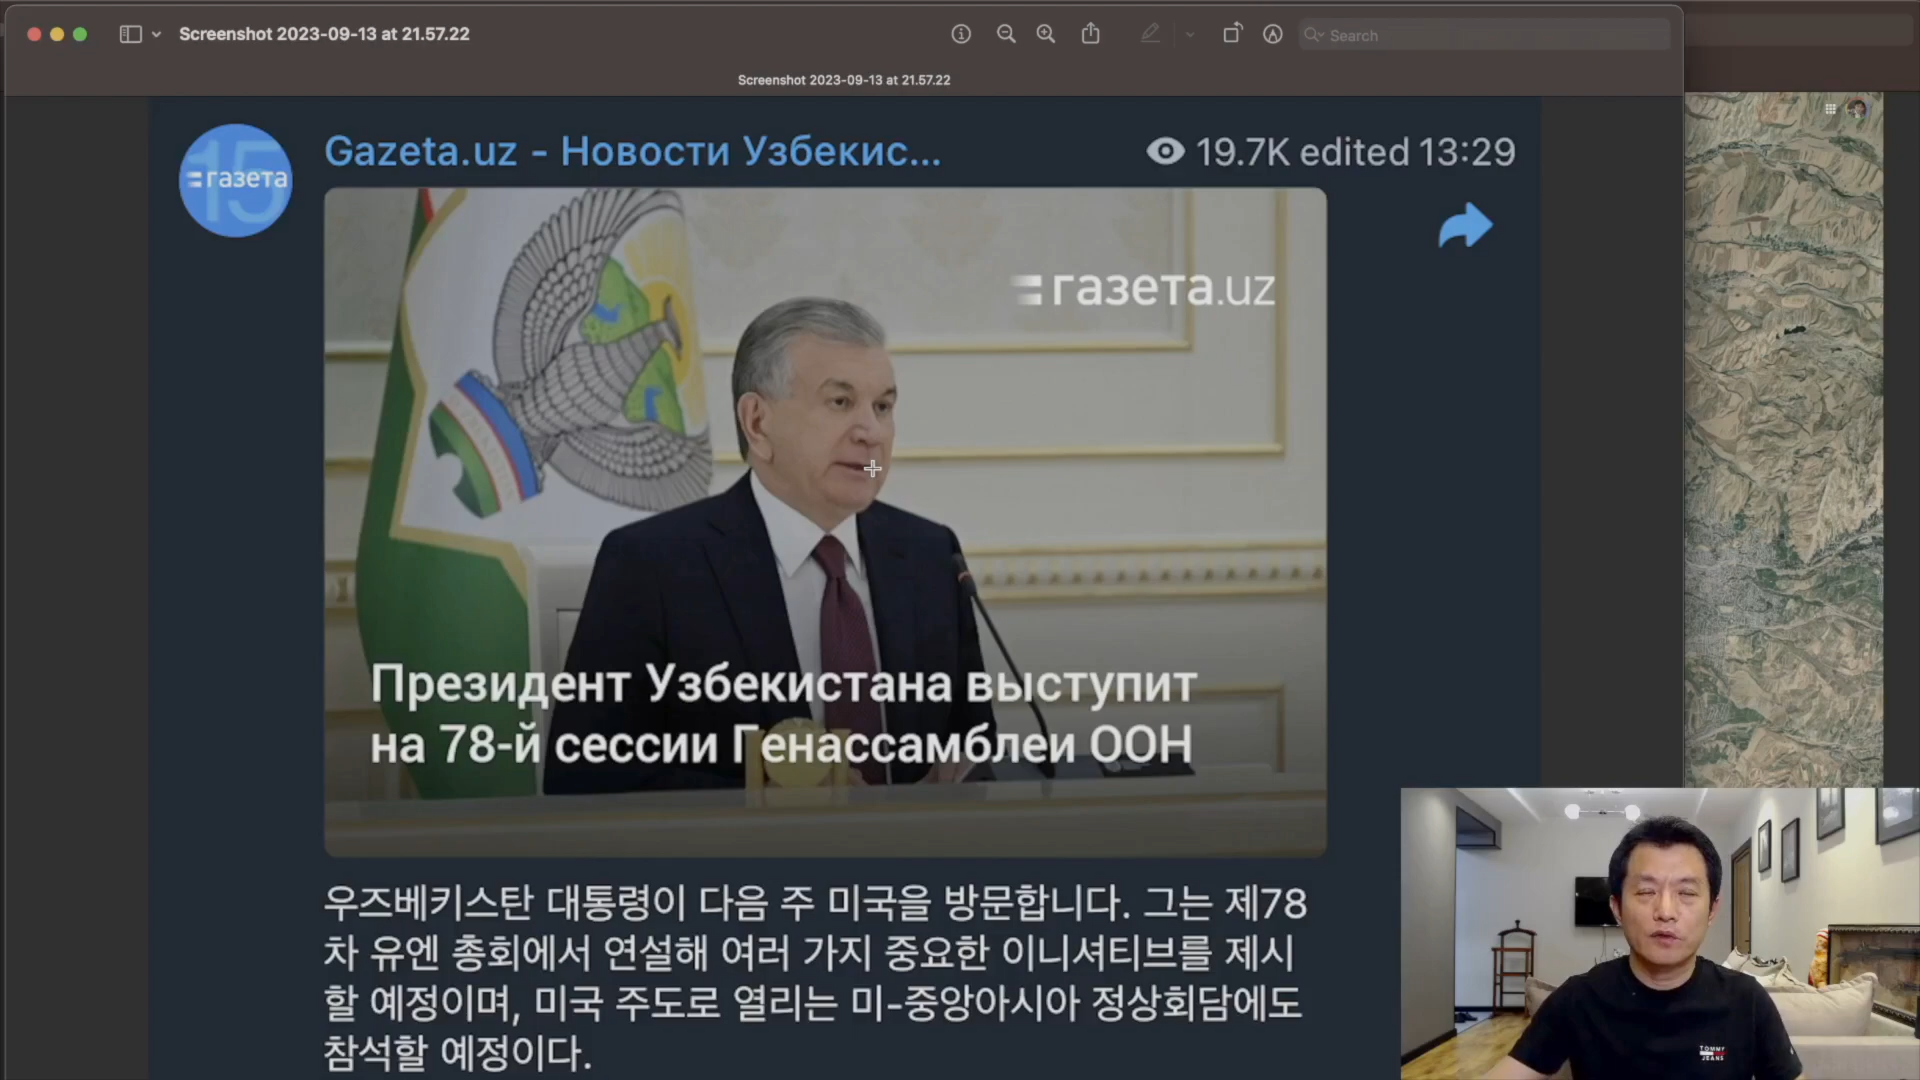 Screenshot 2023-09-13 at 21.57.22
Search
Screenshot 2023-09-13 at 21.57.22
15
газета
Gazeta.uz - Новости Узбекис...
19.7K edited 13:29
газета.uz
Президент Узбекистана выступит
на 78-й сессии Генассамблеи ООН
우즈베키스탄 대통령이 다음 주 미국을 방문합니다. 그는 제78
차 유엔 총회에서 연설해 여러 가지 중요한 이니셔티브를 제시
할 예정이며, 미국 주도로 열리는 미-중앙아시아 정상회담에도
참석할 예정이다.
TOMMY
JEANS